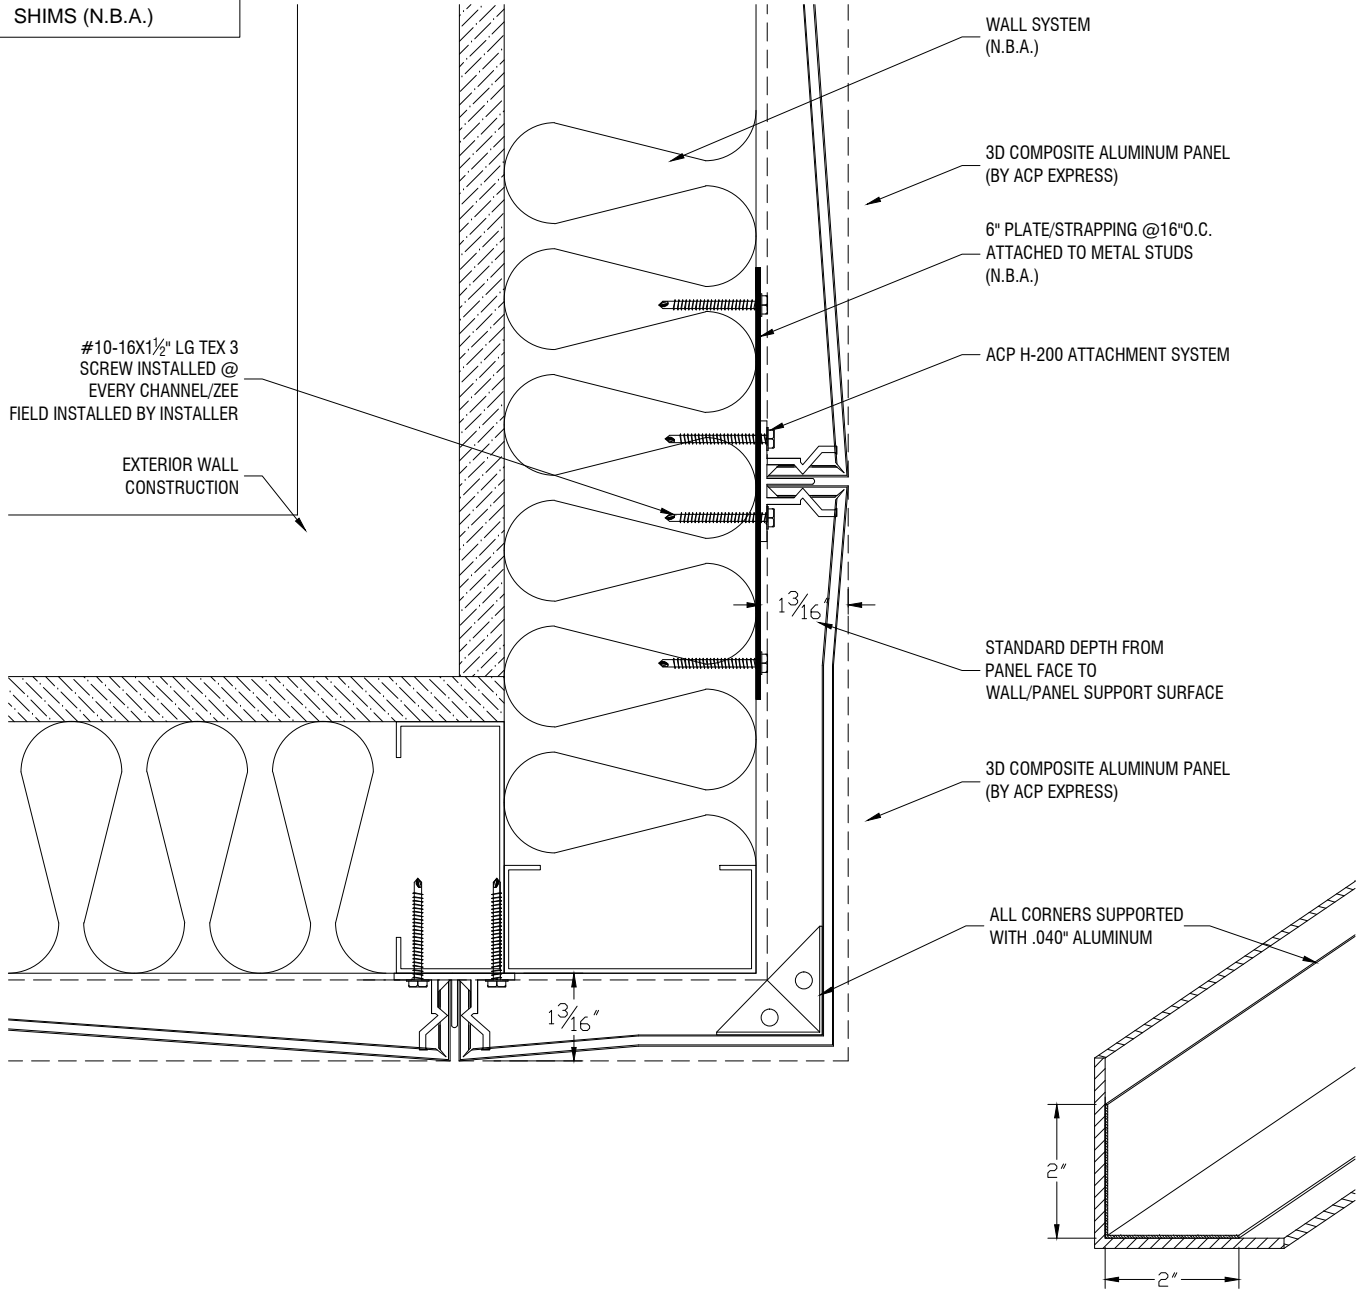 SHIMS (N.B.A.)
WALL SYSTEM
(N.B.A.)
3D COMPOSITE ALUMINUM PANEL
(BY ACP EXPRESS)
6" PLATE/STRAPPING @16"O.C.
ATTACHED TO METAL STUDS
(N.B.A.)
#10-16X1½" LG TEX 3
SCREW INSTALLED @
EVERY CHANNEL/ZEE
FIELD INSTALLED BY INSTALLER
ACP H-200 ATTACHMENT SYSTEM
EXTERIOR WALL
CONSTRUCTION
1 3/16"
STANDARD DEPTH FROM
PANEL FACE TO
WALL/PANEL SUPPORT SURFACE
3D COMPOSITE ALUMINUM PANEL
(BY ACP EXPRESS)
ALL CORNERS SUPPORTED
WITH .040" ALUMINUM
1 3/16"
2"
2"